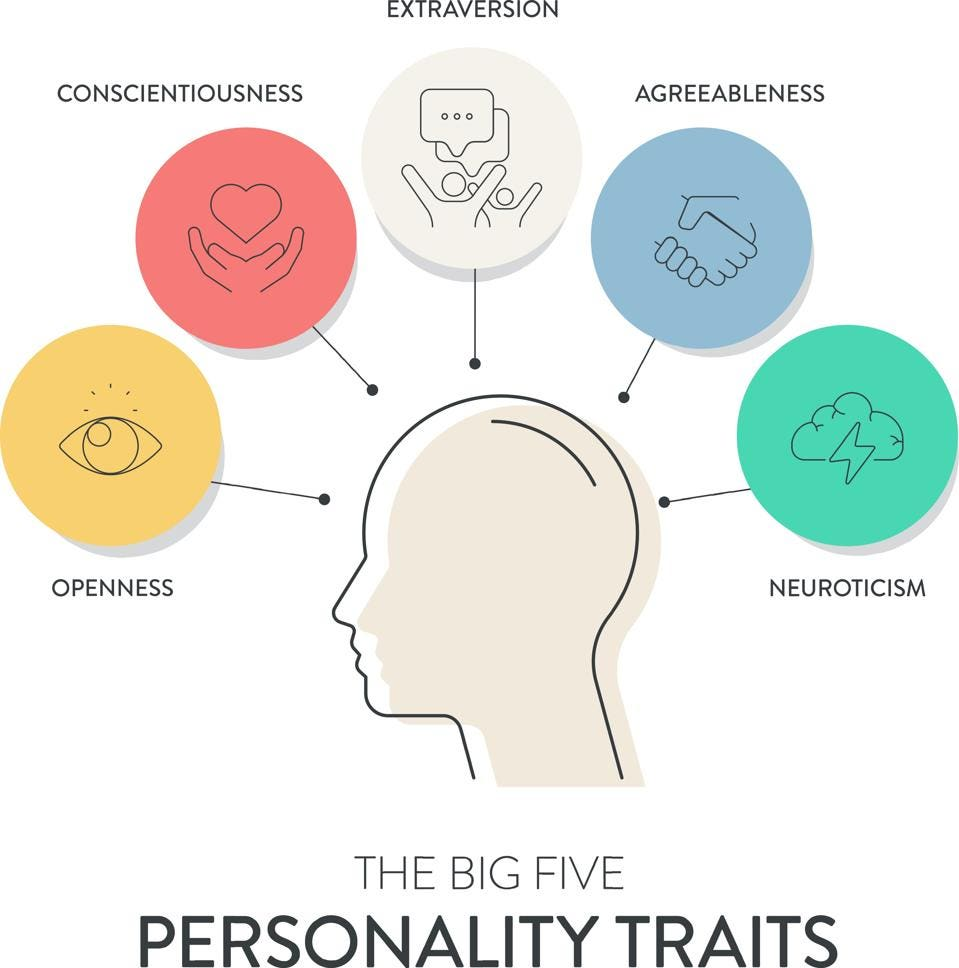 EXTRAVERSION
CONSCIENTIOUSNESS
AGREEABLENESS
OPENNESS
NEUROTICISM
THE BIG FIVE
PERSONALITY TRAITS